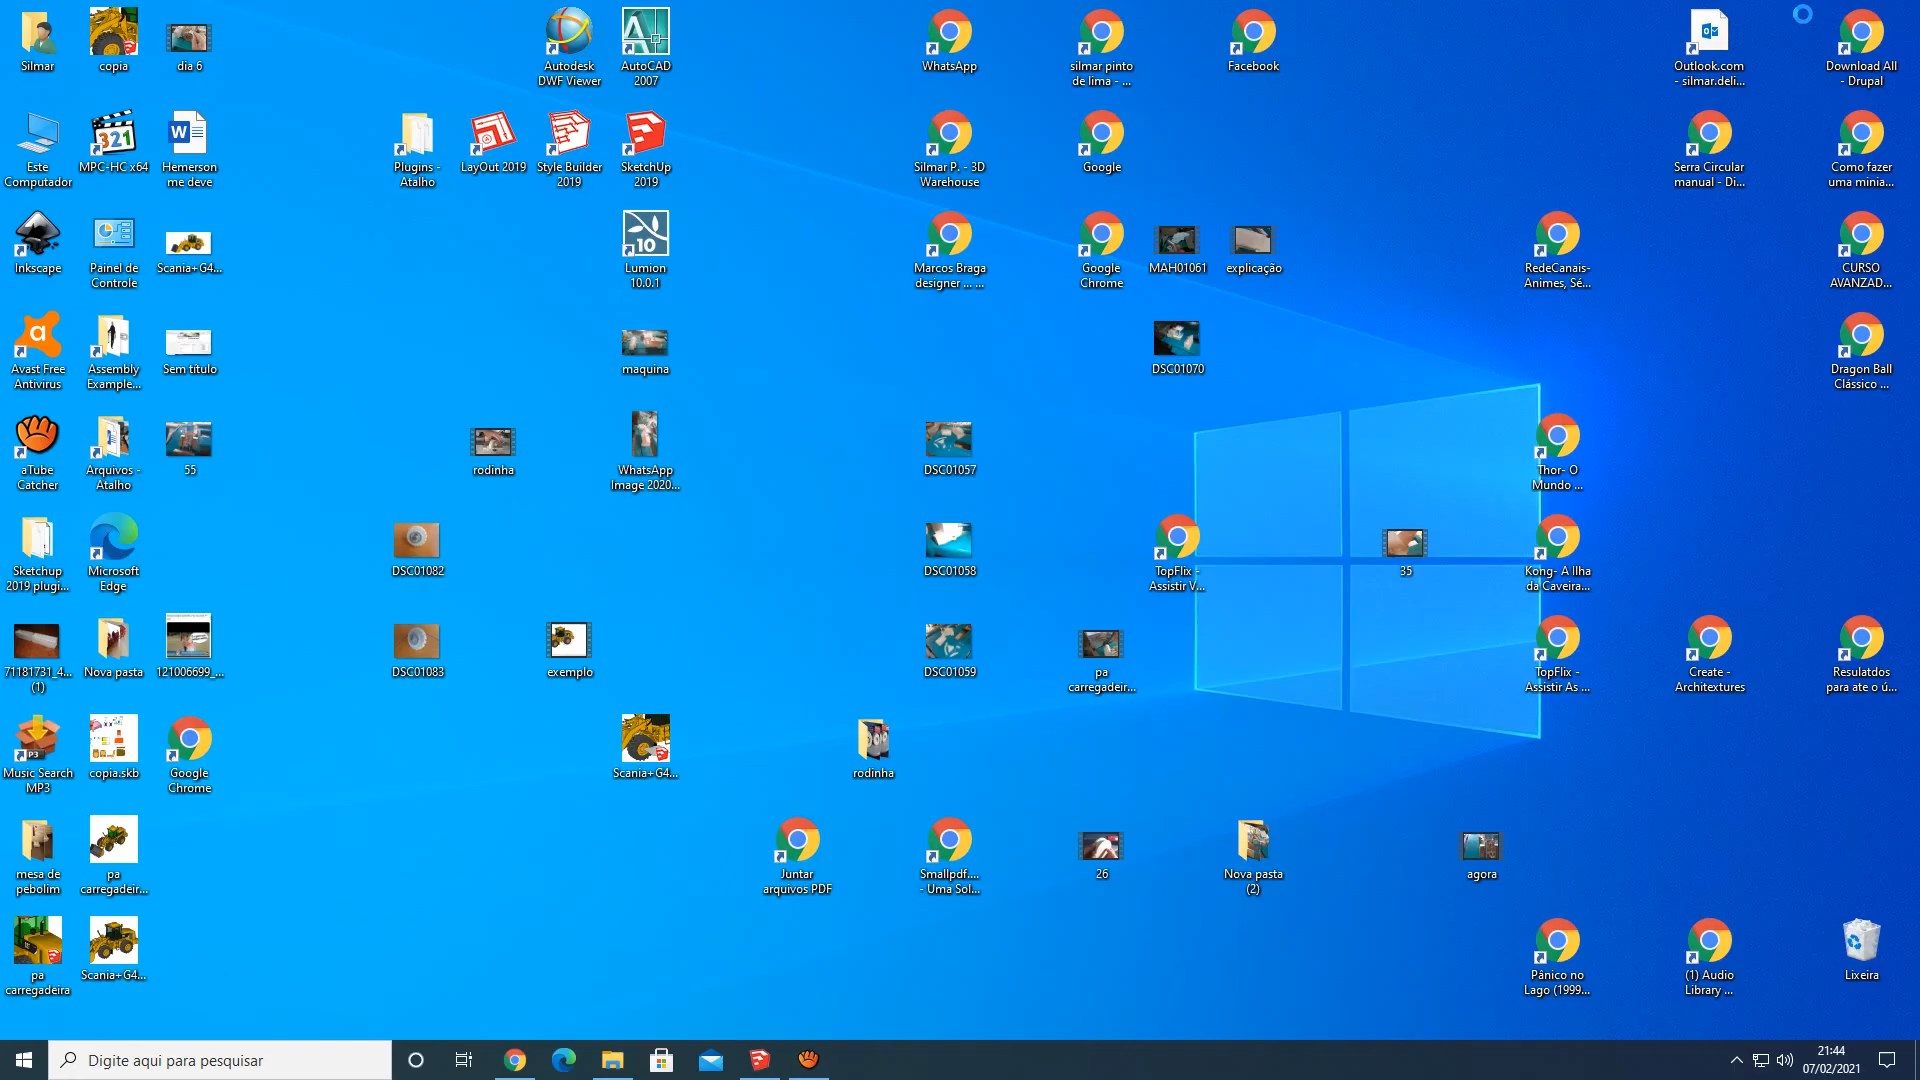 Silmar
copia
dia 6
Autodesk
DWF Viewer
AutoCAD
2007
WhatsApp
silmar pinto
de lima - ...
Facebook
Outlook.com
- silmar.deli...
Download All
- Drupal
Este
Computador
MPC-HC x64
Hemerson
me deve
Plugins -
Atalho
LayOut 2019
Style Builder
2019
SketchUp
2019
Silmar P. - 3D
Warehouse
Google
Serra Circular
manual - Di...
Como fazer
uma minia...
Inkscape
Painel de
Controle
Scania+G4...
Lumion
10.0.1
Marcos Braga
designer ... ...
Google
Chrome
MAH01061
explicação
RedeCanais-
Animes, Sé...
CURSO
AVANZAD...
Avast Free
Antivirus
Assembly
Example...
Sem título
maquina
DSC01070
Dragon Ball
Clássico ...
aTube
Catcher
Arquivos -
Atalho
55
rodinha
WhatsApp
Image 2020...
DSC01057
Thor- O
Mundo ...
Sketchup
2019 plugi...
Microsoft
Edge
DSC01082
DSC01058
TopFlix -
Assistir V...
35
Kong- A Ilha
da Caveira...
71181731_4...
(1)
Nova pasta
121006699_...
DSC01083
exemplo
DSC01059
pa
carregadeir...
TopFlix -
Assistir As ...
Create -
Architextures
Resulatdos
para ate o ú...
Music Search
MP3
copia.skb
Google
Chrome
Scania+G4...
rodinha
mesa de
pebolim
pa
carregadeir...
Juntar
arquivos PDF
Smallpdf....
- Uma Sol...
26
Nova pasta
(2)
agora
pa
carregadeira
Scania+G4...
Pânico no
Lago (1999...
(1) Audio
Library ...
Lixeira
Digite aqui para pesquisar
21:44
07/02/2021